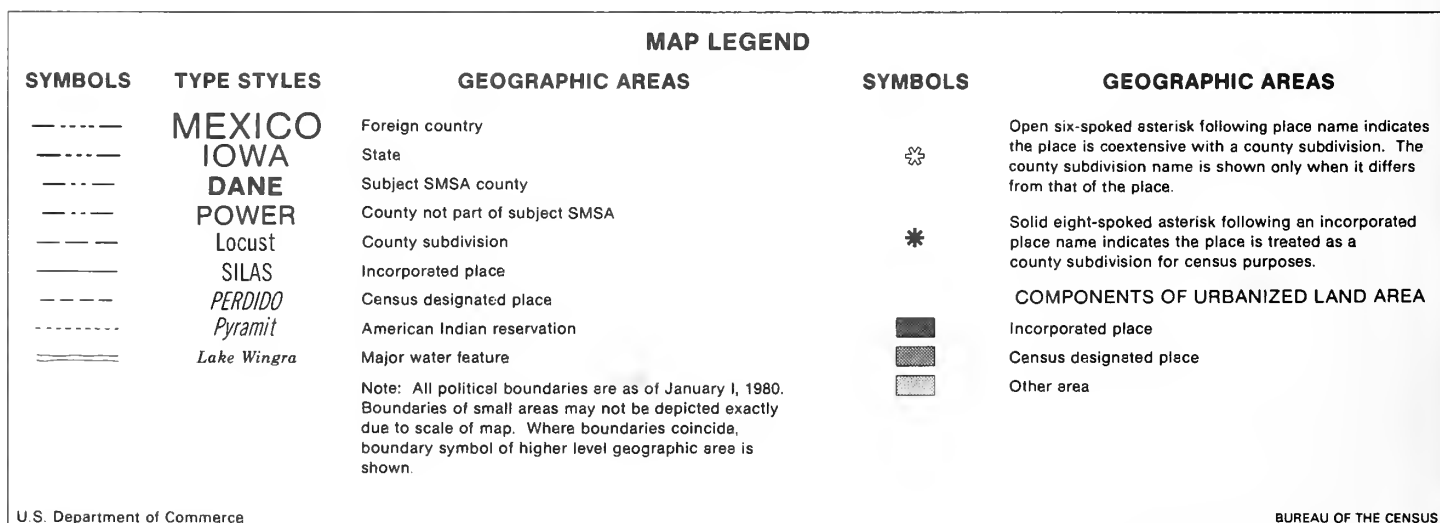 MAP LEGEND
SYMBOLS TYPE STYLES GEOGRAPHIC AREAS
MEXICO Foreign country
IOWA State
DANE Subject SMSA county
POWER County not part of subject SMSA
Locust County subdivision
SILAS Incorporated place
PERDIDO Census designated place
Pyramit American Indian reservation
Lake Wingra Major water feature
Note: All political boundaries are as of January I, 1980.
Boundaries of small areas may not be depicted exactly
due to scale of map. Where boundaries coincide,
boundary symbol of higher level geographic area is
shown.
SYMBOLS GEOGRAPHIC AREAS
Open six-spoked asterisk following place name indicates
the place is coextensive with a county subdivision. The
county subdivision name is shown only when it differs
from that of the place.
Solid eight-spoked asterisk following an incorporated
place name indicates the place is treated as a
county subdivision for census purposes.
COMPONENTS OF URBANIZED LAND AREA
Incorporated place
Census designated place
Other area
U.S. Department of Commerce
BUREAU OF THE CENSUS